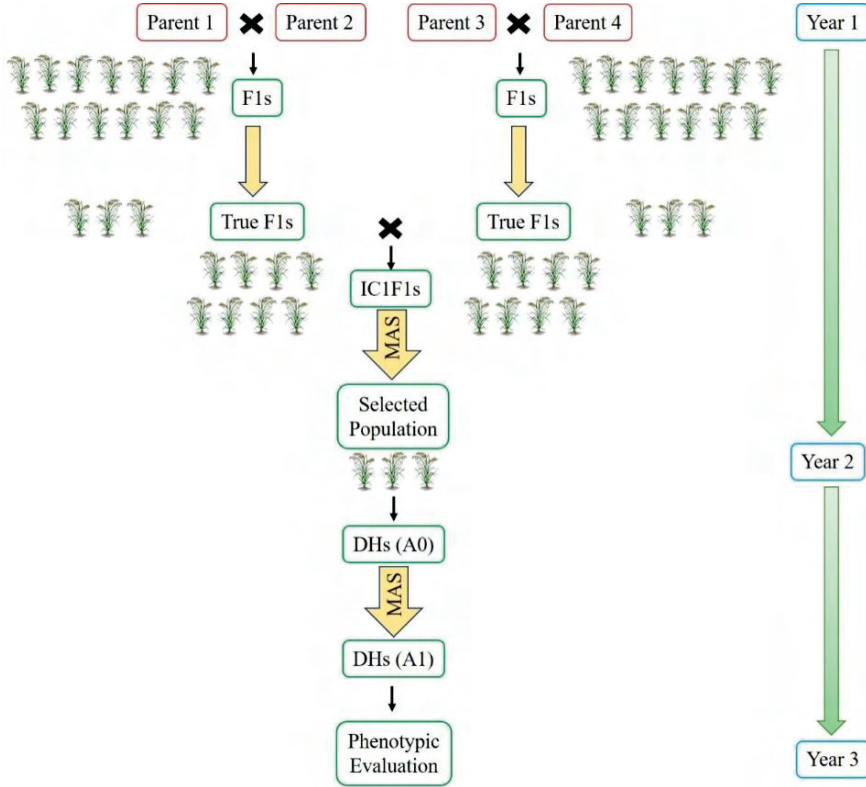 Parent 1
Parent 2
Parent 3
Parent 4
Year 1
F1s
F1s
True F1s
True F1s
IC1F1s
MAS
Selected
Population
Year 2
DHs (A0)
MAS
DHs (A1)
Phenotypic
Evaluation
Year 3